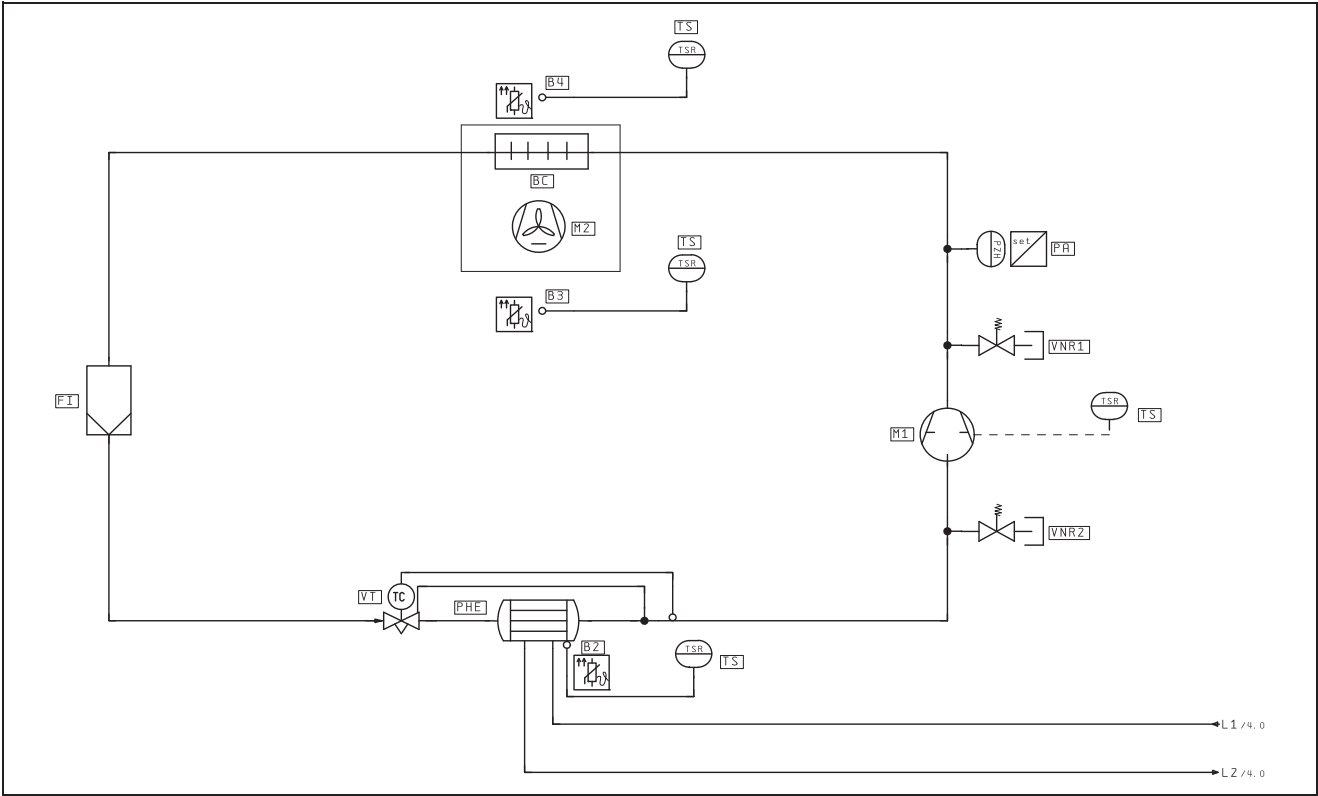 TS
TSR
B4
BC
M2
TS
TSR
B3
PZH
set
PA
VNR1
FI
M1
TSR
TS
VNR2
VT
TC
PHE
B2
TSR
TS
L1 /4.0
L2 /4.0